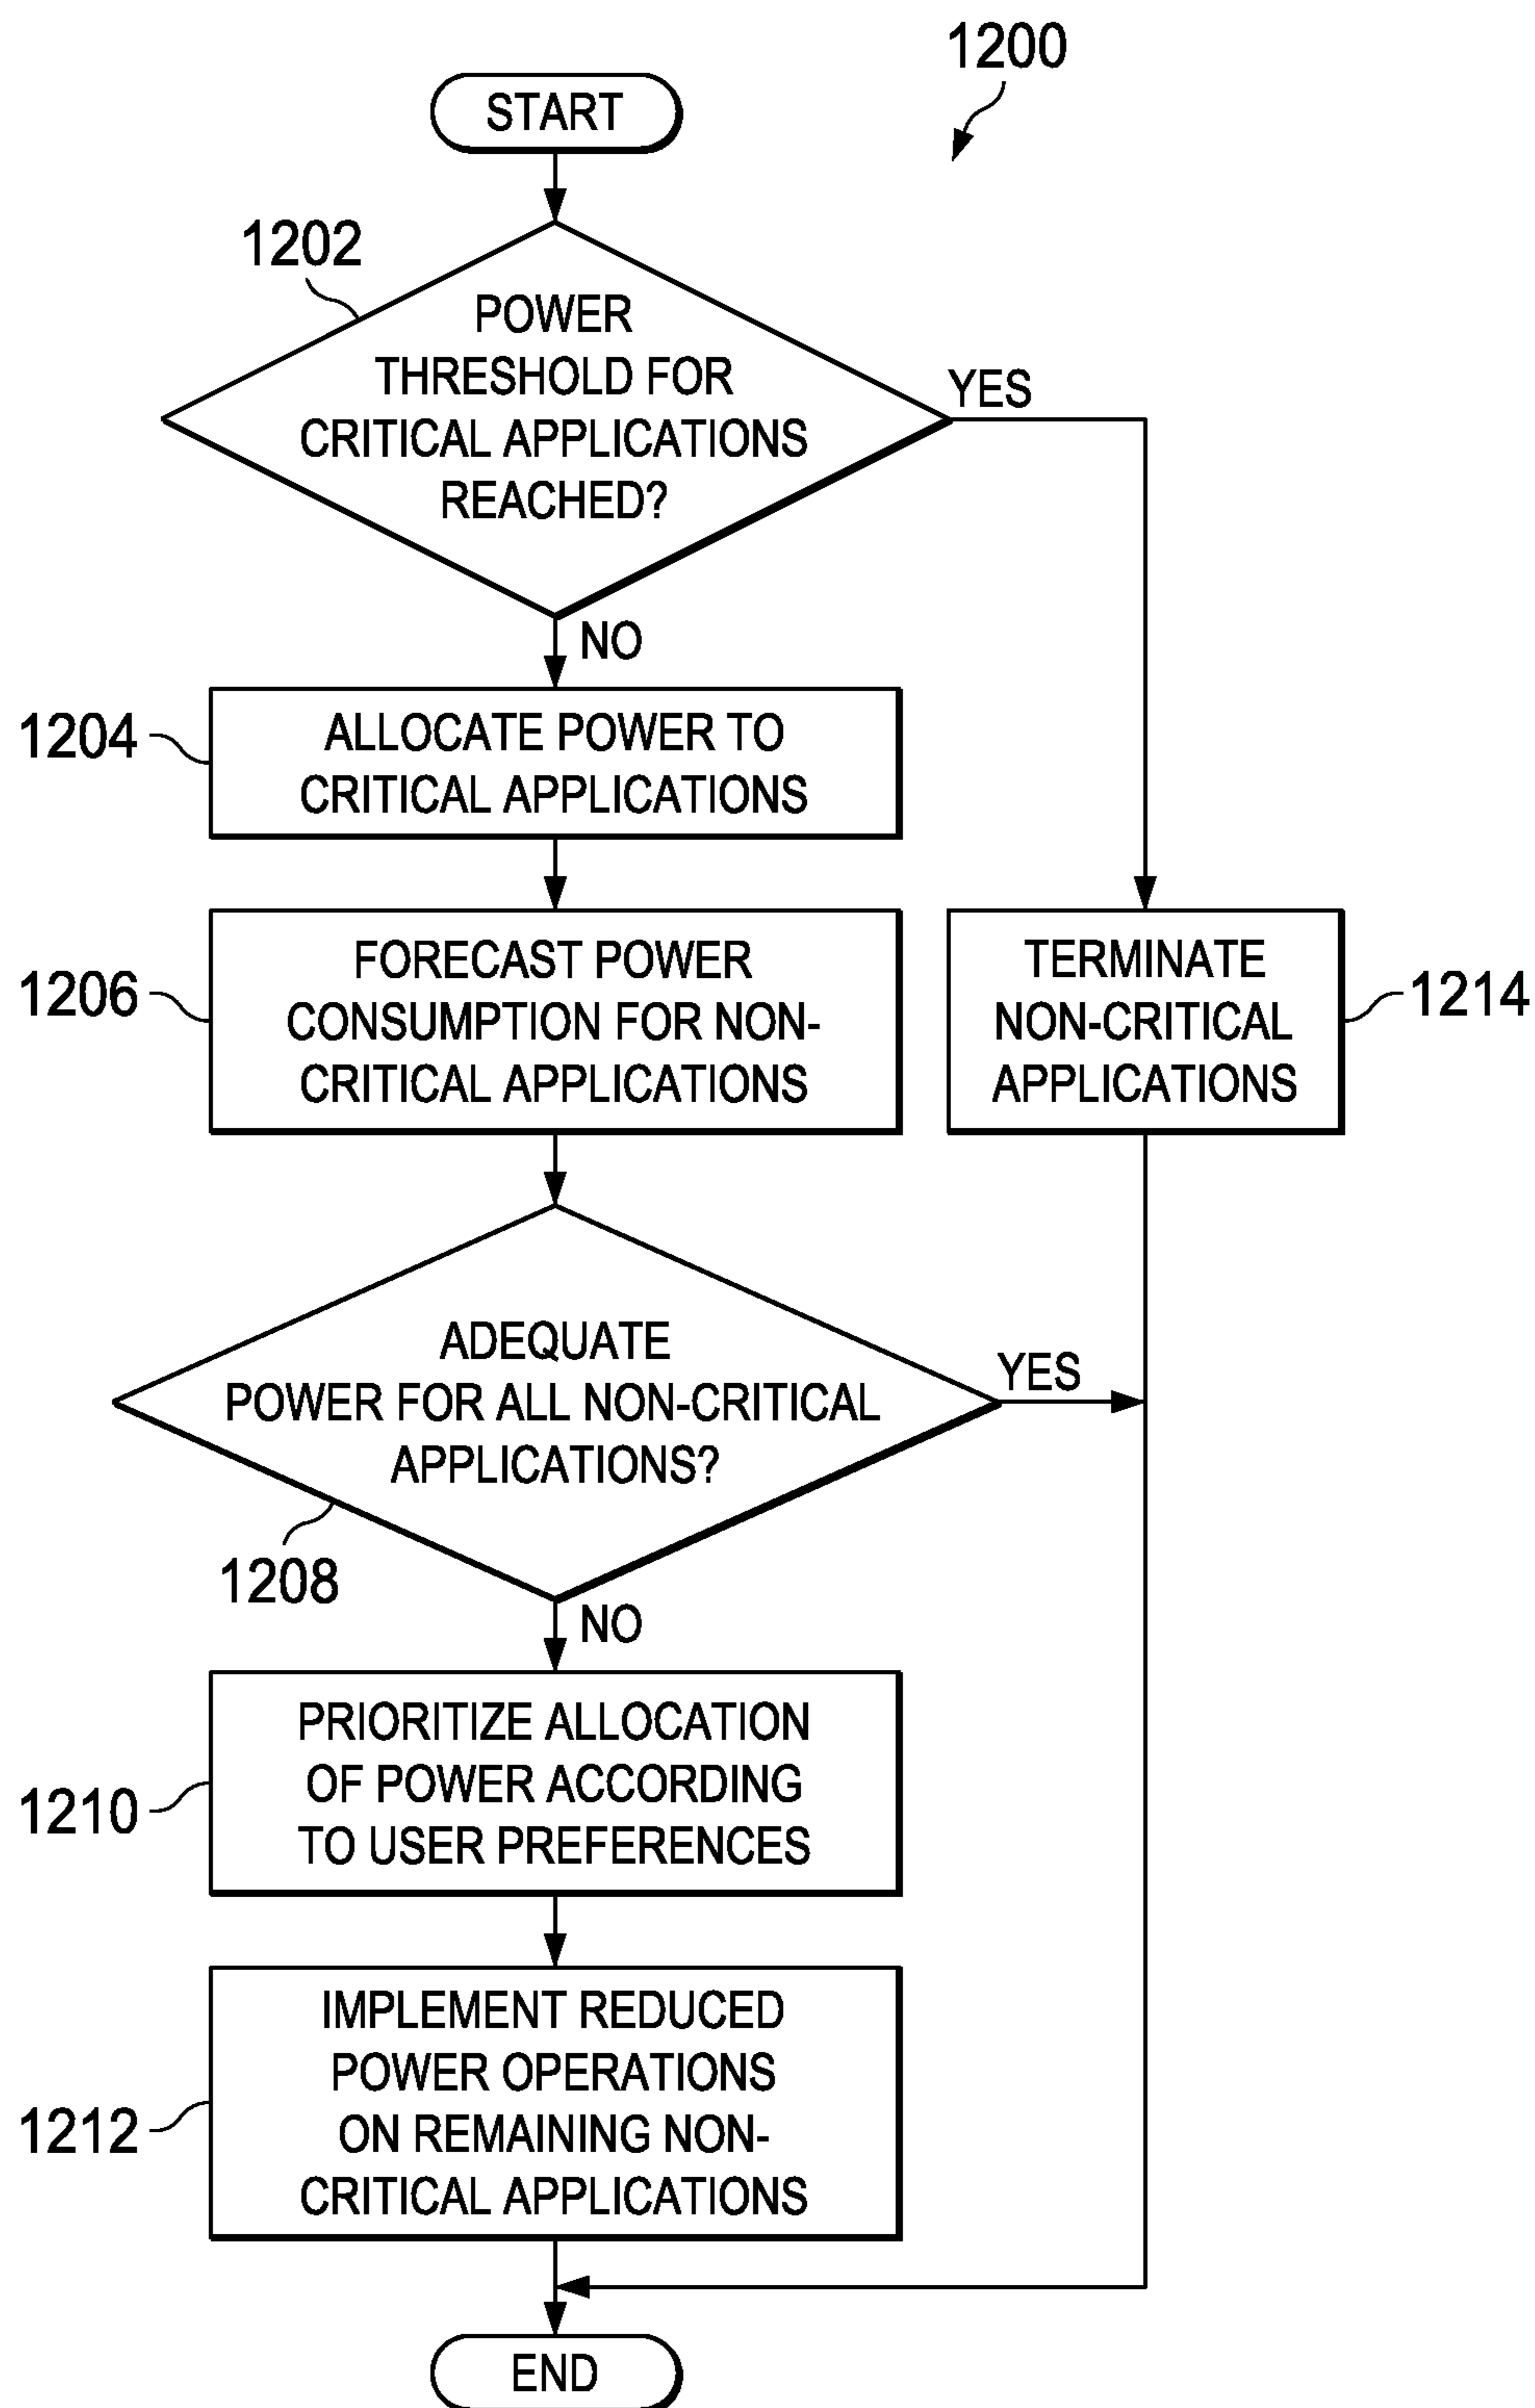 1200
START
1202
POWER
THRESHOLD FOR
CRITICAL APPLICATIONS
REACHED?
YES
NO
1204
ALLOCATE POWER TO
CRITICAL APPLICATIONS
1206
FORECAST POWER
CONSUMPTION FOR NON-
CRITICAL APPLICATIONS
TERMINATE
NON-CRITICAL
APPLICATIONS
1214
ADEQUATE
POWER FOR ALL NON-CRITICAL
APPLICATIONS?
YES
1208
NO
1210
PRIORITIZE ALLOCATION
OF POWER ACCORDING
TO USER PREFERENCES
1212
IMPLEMENT REDUCED
POWER OPERATIONS
ON REMAINING NON-
CRITICAL APPLICATIONS
END